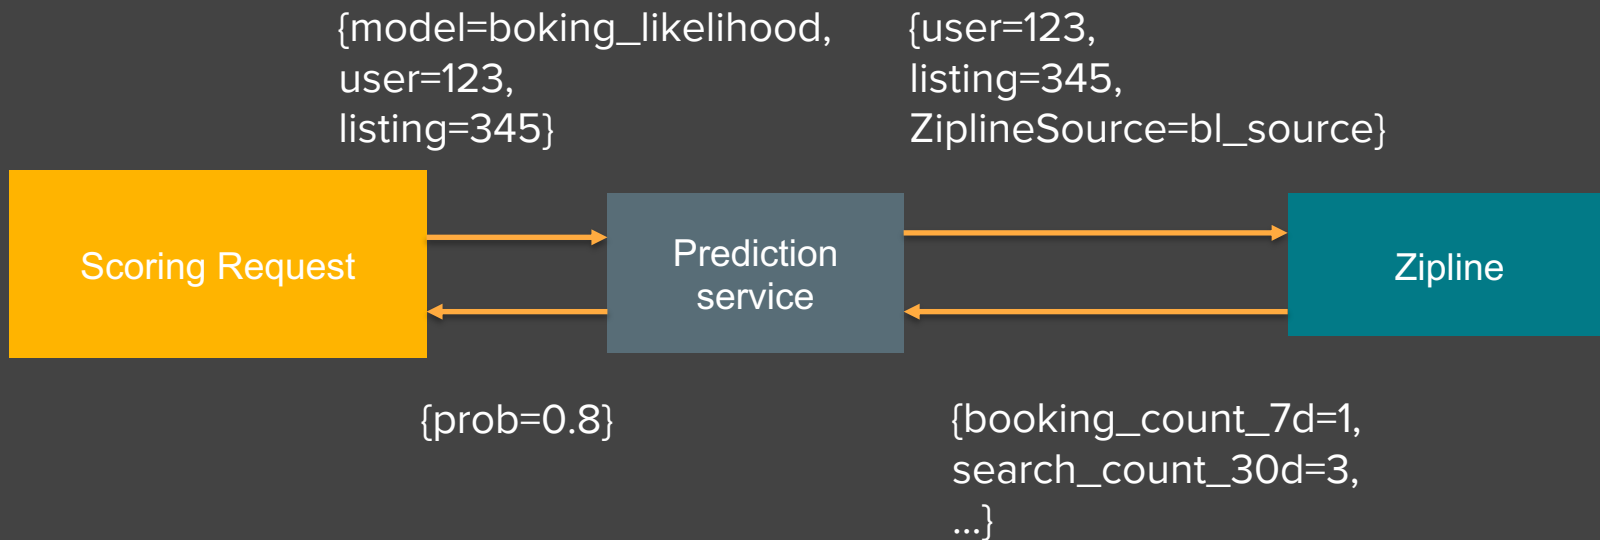 {model=boking_likelihood,
user=123,
listing=345}
{user=123,
listing=345,
ZiplineSource=bl_source}
Scoring Request
Prediction
service
Zipline
{prob=0.8}
{booking_count_7d=1,
search_count_30d=3,
...}